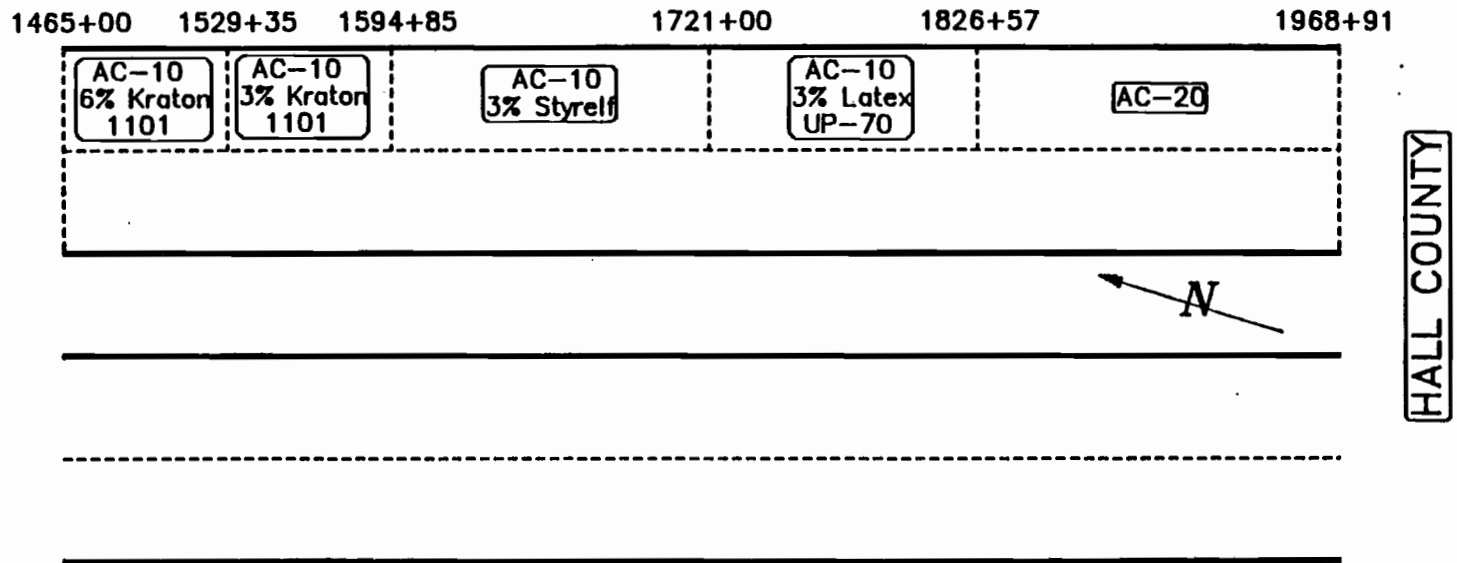 1465+00 1529+35 1594+85 1721+00 1826+57 1968+91
AC-10
6% Kraton
1101
AC-10
3% Kraton
1101
AC-10
3% Styrelf
AC-10
3% Latex
UP-70
AC-20
N
HALL COUNTY